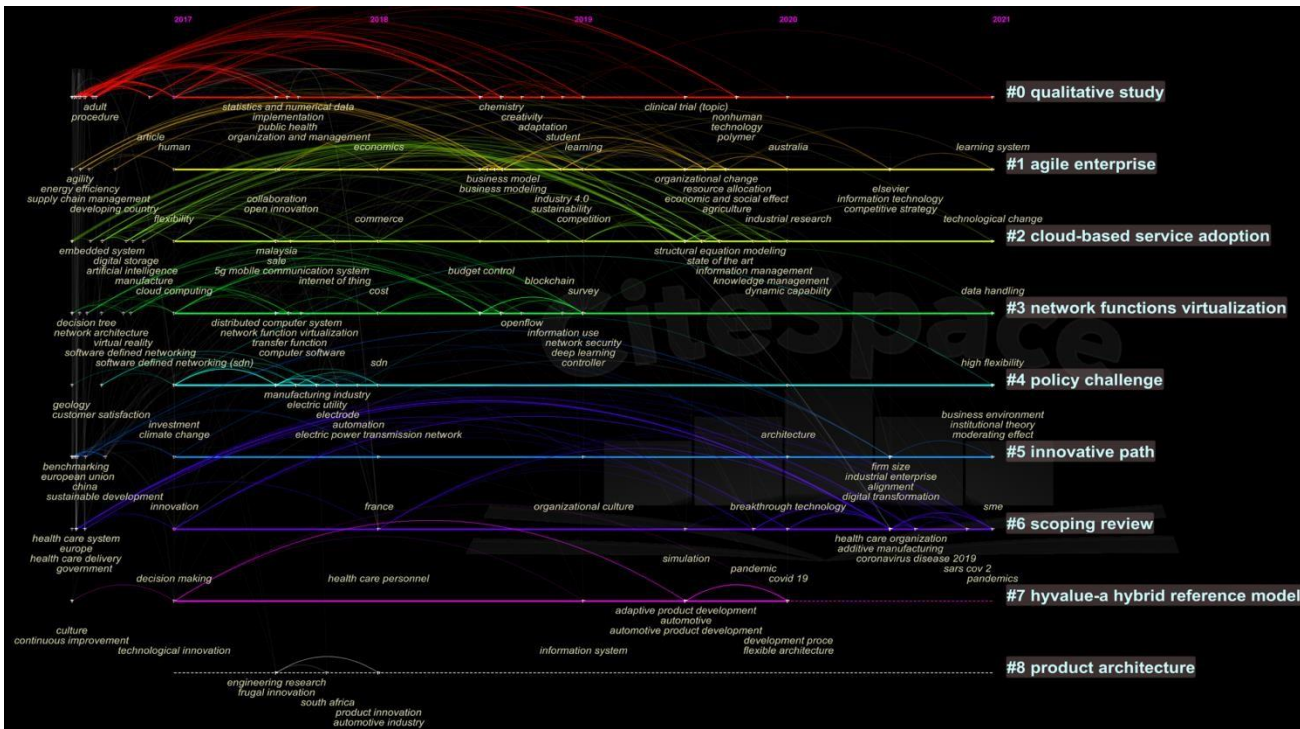 2017 2018 2019 2020 2021
#0 qualitative study
adult statistics and numerical data chemistry clinical trial (topic)
procedure implementation creativity nonhuman
public health adaptation technology
article organization and management student polymer
human economics learning australia learning system
#1 agile enterprise
agility business model organizational change elsevier
energy efficiency business modeling resource allocation information technology
supply chain management collaboration industry 4.0 economic and social effect competitive strategy
developing country open innovation sustainability agriculture
flexibility commerce competition industrial research technological change
#2 cloud-based service adoption
embedded system malaysia structural equation modeling
digital storage sale state of the art
artificial intelligence 5g mobile communication system budget control information management
manufacture internet of thing blockchain knowledge management
cloud computing cost survey dynamic capability data handling
#3 network functions virtualization
decision tree distributed computer system openflow
network architecture network function virtualization information use
virtual reality transfer function network security
software defined networking computer software deep learning
software defined networking (sdn) sdn controller high flexibility
#4 policy challenge
manufacturing industry
geology electric utility
customer satisfaction electrode business environment
investment automation institutional theory
climate change electric power transmission network architecture moderating effect
#5 innovative path
benchmarking firm size
european union industrial enterprise
china alignment
sustainable development digital transformation
innovation france organizational culture breakthrough technology sme
#6 scoping review
health care system health care organization
europe additive manufacturing
health care delivery simulation coronavirus disease 2019
government pandemic sars cov 2
decision making health care personnel covid 19 pandemics
#7 hyvalue-a hybrid reference model
adaptive product development
automotive
culture automotive product development
continuous improvement development proce
technological innovation information system flexible architecture
#8 product architecture
engineering research
frugal innovation
south africa
product innovation
automotive industry
CiteSpace